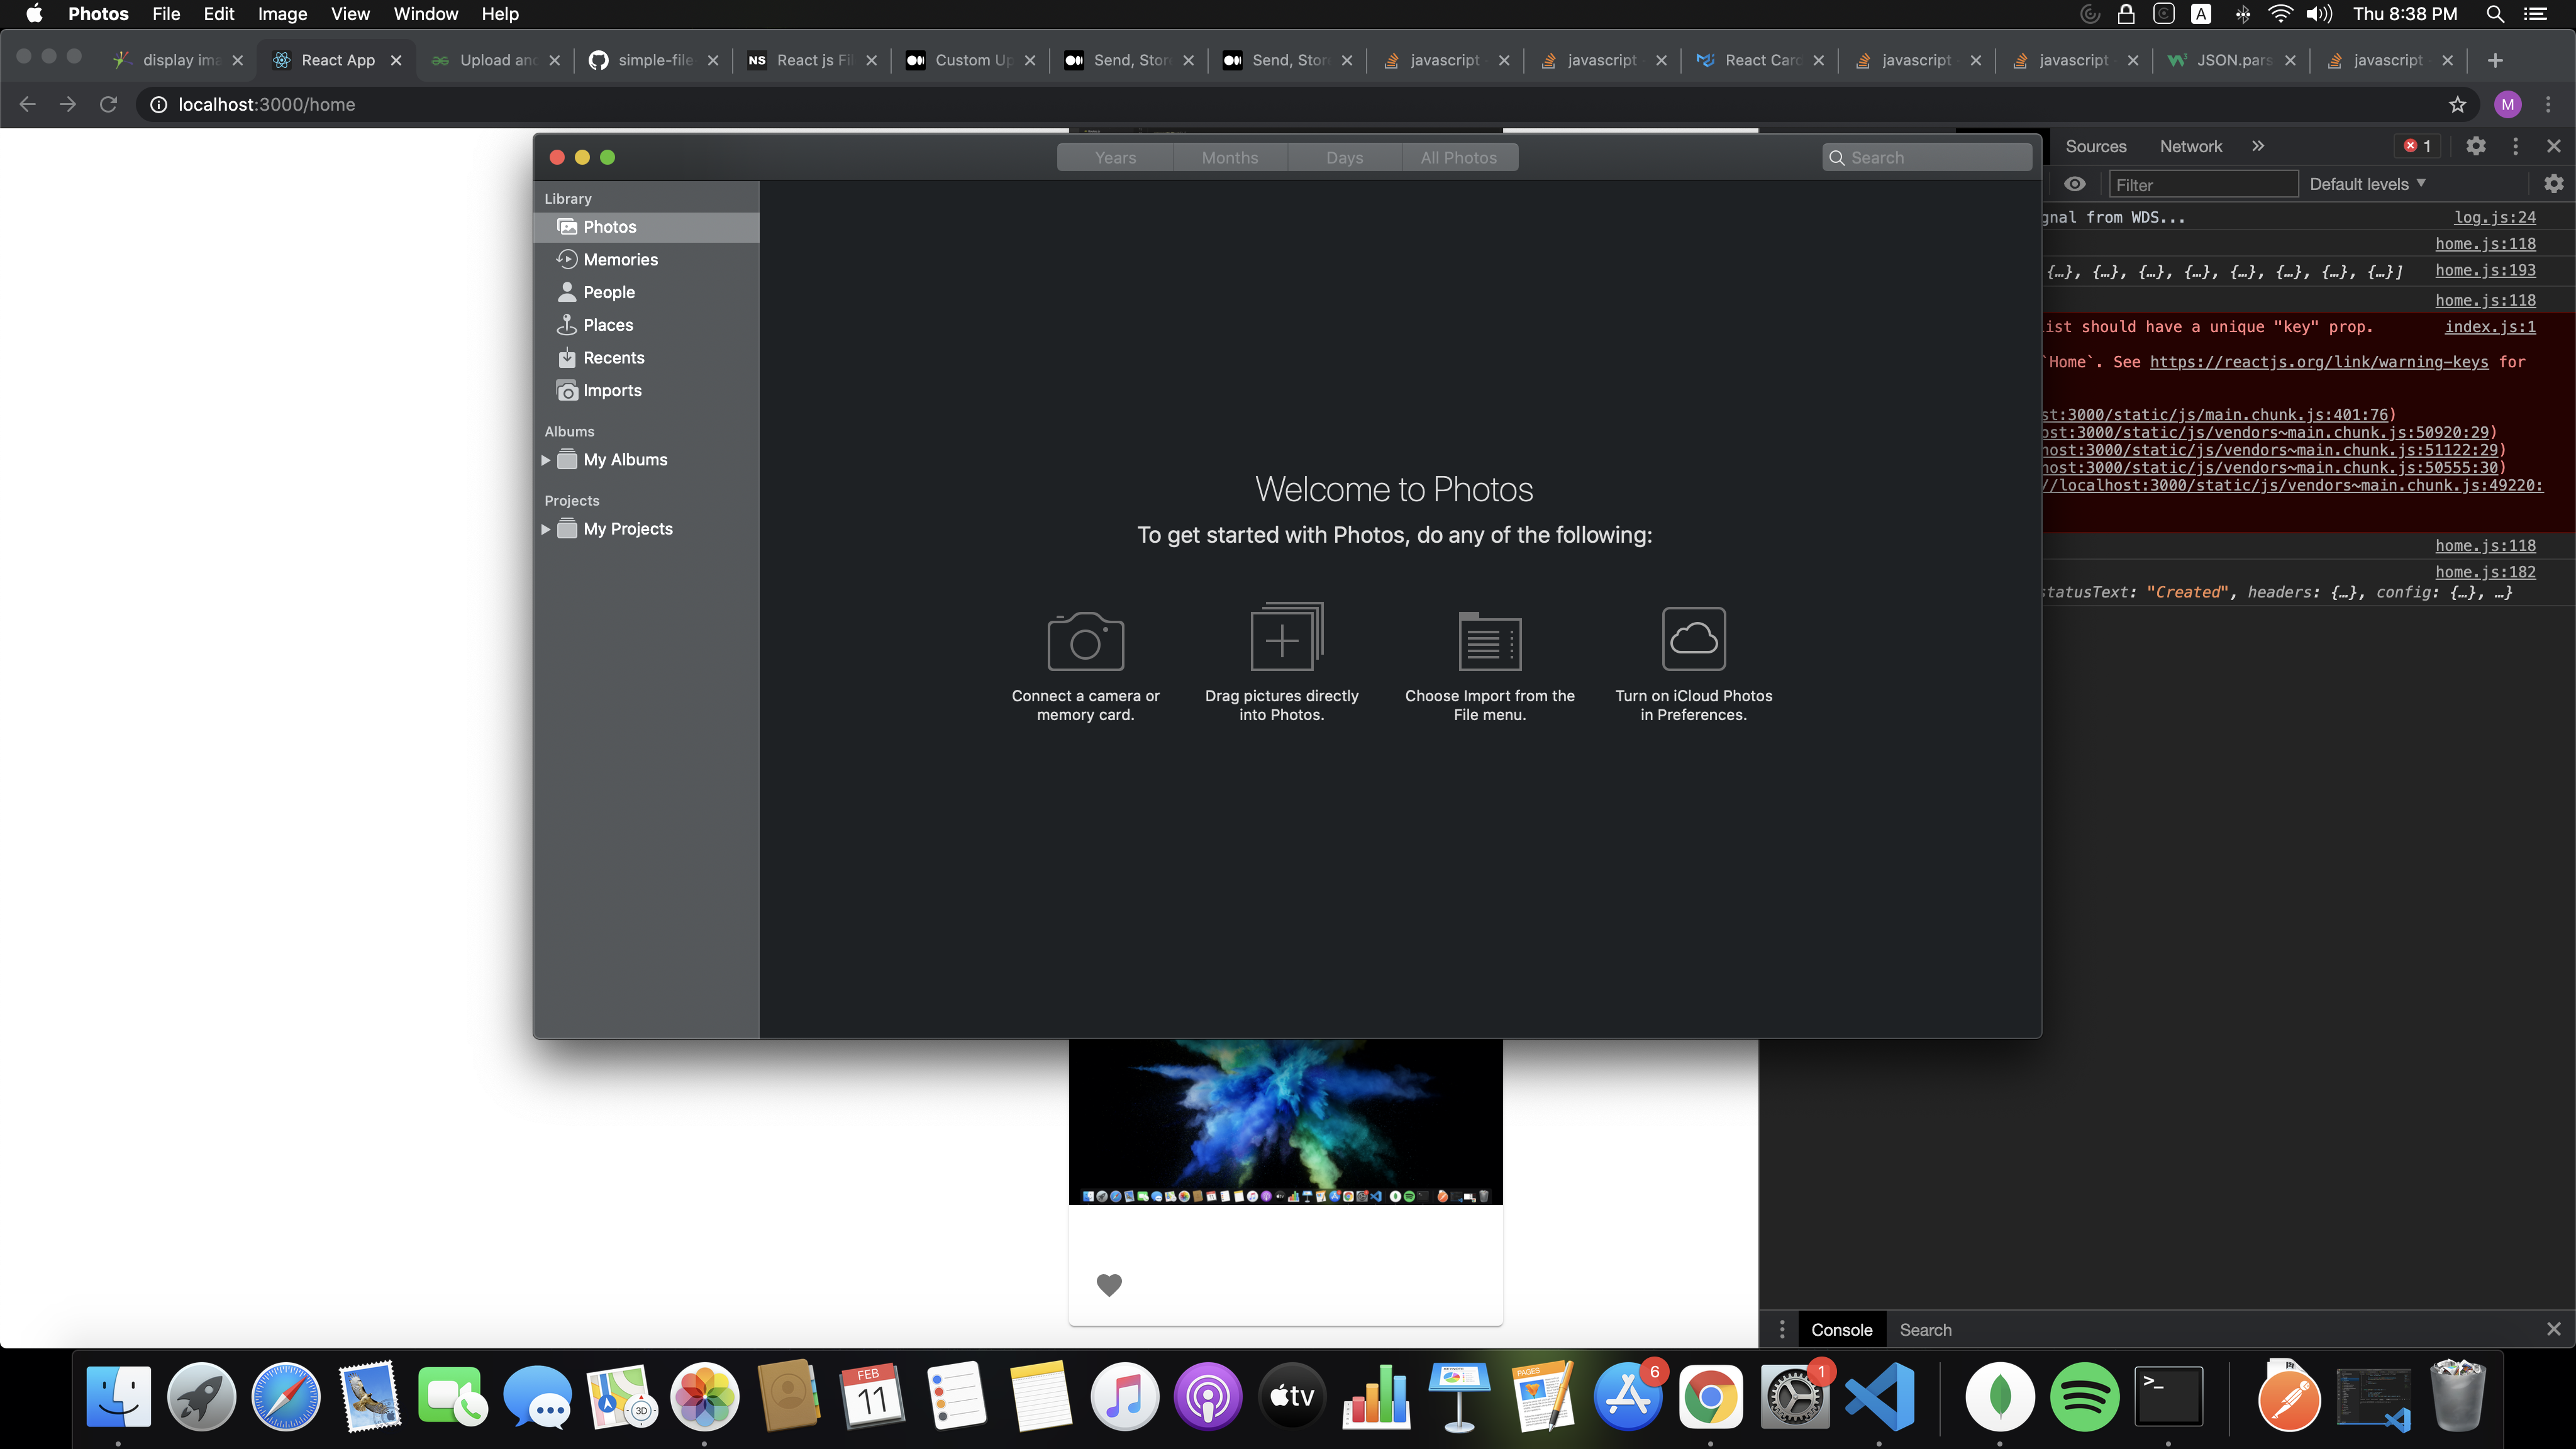 Photos File Edit Image View Window Help
A
Thu 8:38 PM
display ima
React App
Upload and
simple-file
NS React js Fil
Custom Up
Send, Stor
Send, Stor
javascript
javascript
React Card
javascript
javascript
JSON.pars
javascript
localhost:3000/home
M
Years Months Days All Photos
Search
Library
Photos
Memories
People
Places
Recents
Imports
Albums
My Albums
Projects
My Projects
Welcome to Photos
To get started with Photos, do any of the following:
Connect a camera or
memory card.
Drag pictures directly
into Photos.
Choose Import from the
File menu.
Turn on iCloud Photos
in Preferences.
Sources Network » 1
Filter Default levels ▼
gnal from WDS... log.js:24
home.js:118
{…}, {…}, {…}, {…}, {…}, {…}, {…}, {…}] home.js:193
home.js:118
ist should have a unique "key" prop. index.js:1
`Home`. See https://reactjs.org/link/warning-keys for
st:3000/static/js/main.chunk.js:401:76)
ost:3000/static/js/vendors~main.chunk.js:50920:29)
host:3000/static/js/vendors~main.chunk.js:51122:29)
host:3000/static/js/vendors~main.chunk.js:50555:30)
//localhost:3000/static/js/vendors~main.chunk.js:49220:
home.js:118
home.js:182
statusText: "Created", headers: {…}, config: {…}, …}
Console Search
3D
FEB
11
tv
KEYNOTE
PAGES
6
1
>_